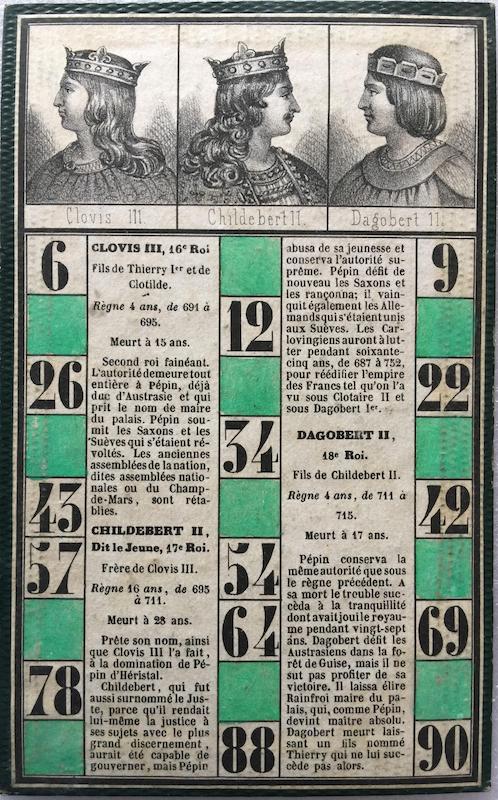 Clovis III.
Childebert II.
Dagobert II.
6
26
43
57
78
CLOVIS III, 16e Roi
Fils de Thierry Ier et de
Clotilde.
Règne 4 ans, de 691 à
695.
Meurt à 15 ans.
Second roi fainéant.
L'autorité demeure tout
entière à Pépin, déjà
duc d'Austrasie et qui
prit le nom de maire
du palais. Pépin sou-
mit les Saxons et les
Suèves qui s'étaient ré-
voltés. Les anciennes
assemblées de la nation,
dites assemblées natio-
nales ou du Champ-
de-Mars, sont réta-
blies.
CHILDEBERT II,
Dit le Jeune, 17e Roi.
Frère de Clovis III.
Règne 16 ans, de 695
à 711.
Meurt à 28 ans.
Prête son nom, ainsi
que Clovis III l'a fait,
à la domination de Pé-
pin d'Héristal.
Childebert, qui fut
aussi surnommé le Jus-
te, parce qu'il rendait
lui-même la justice à
ses sujets avec le plus
grand discernement,
aurait été capable de
gouverner, mais Pépin
12
34
54
64
88
abusa de sa jeunesse et
conserva l'autorité su-
prême. Pépin défit de
nouveau les Saxons et
les rançonna; il vain-
quit également les Alle-
mands qui s'étaient unis
aux Suèves. Les Car-
lovingiens auront à lut-
ter pendant soixante-
cinq ans, de 687 à 752,
pour réédifier l'empire
des Francs tel qu'on l'a
vu sous Clotaire II et
sous Dagobert Ier.
DAGOBERT II,
18e Roi.
Fils de Childebert II.
Règne 4 ans, de 711 à
715.
Meurt à 17 ans.
Pépin conserva la
même autorité que sous
le règne précédent. A
sa mort le trouble suc-
cèda à la tranquillité
dont avait joui le royau-
me pendant vingt-sept
ans. Dagobert défit les
Austrasiens dans la fo-
rêt de Guise, mais il ne
sut pas profiter de sa
victoire. Il laissa élire
Rainfroi maire du pa-
lais, qui, comme Pépin,
devint maître absolu.
Dagobert meurt lais-
sant un fils nommé
Thierry qui ne lui suc-
cède pas alors.
9
22
42
69
90